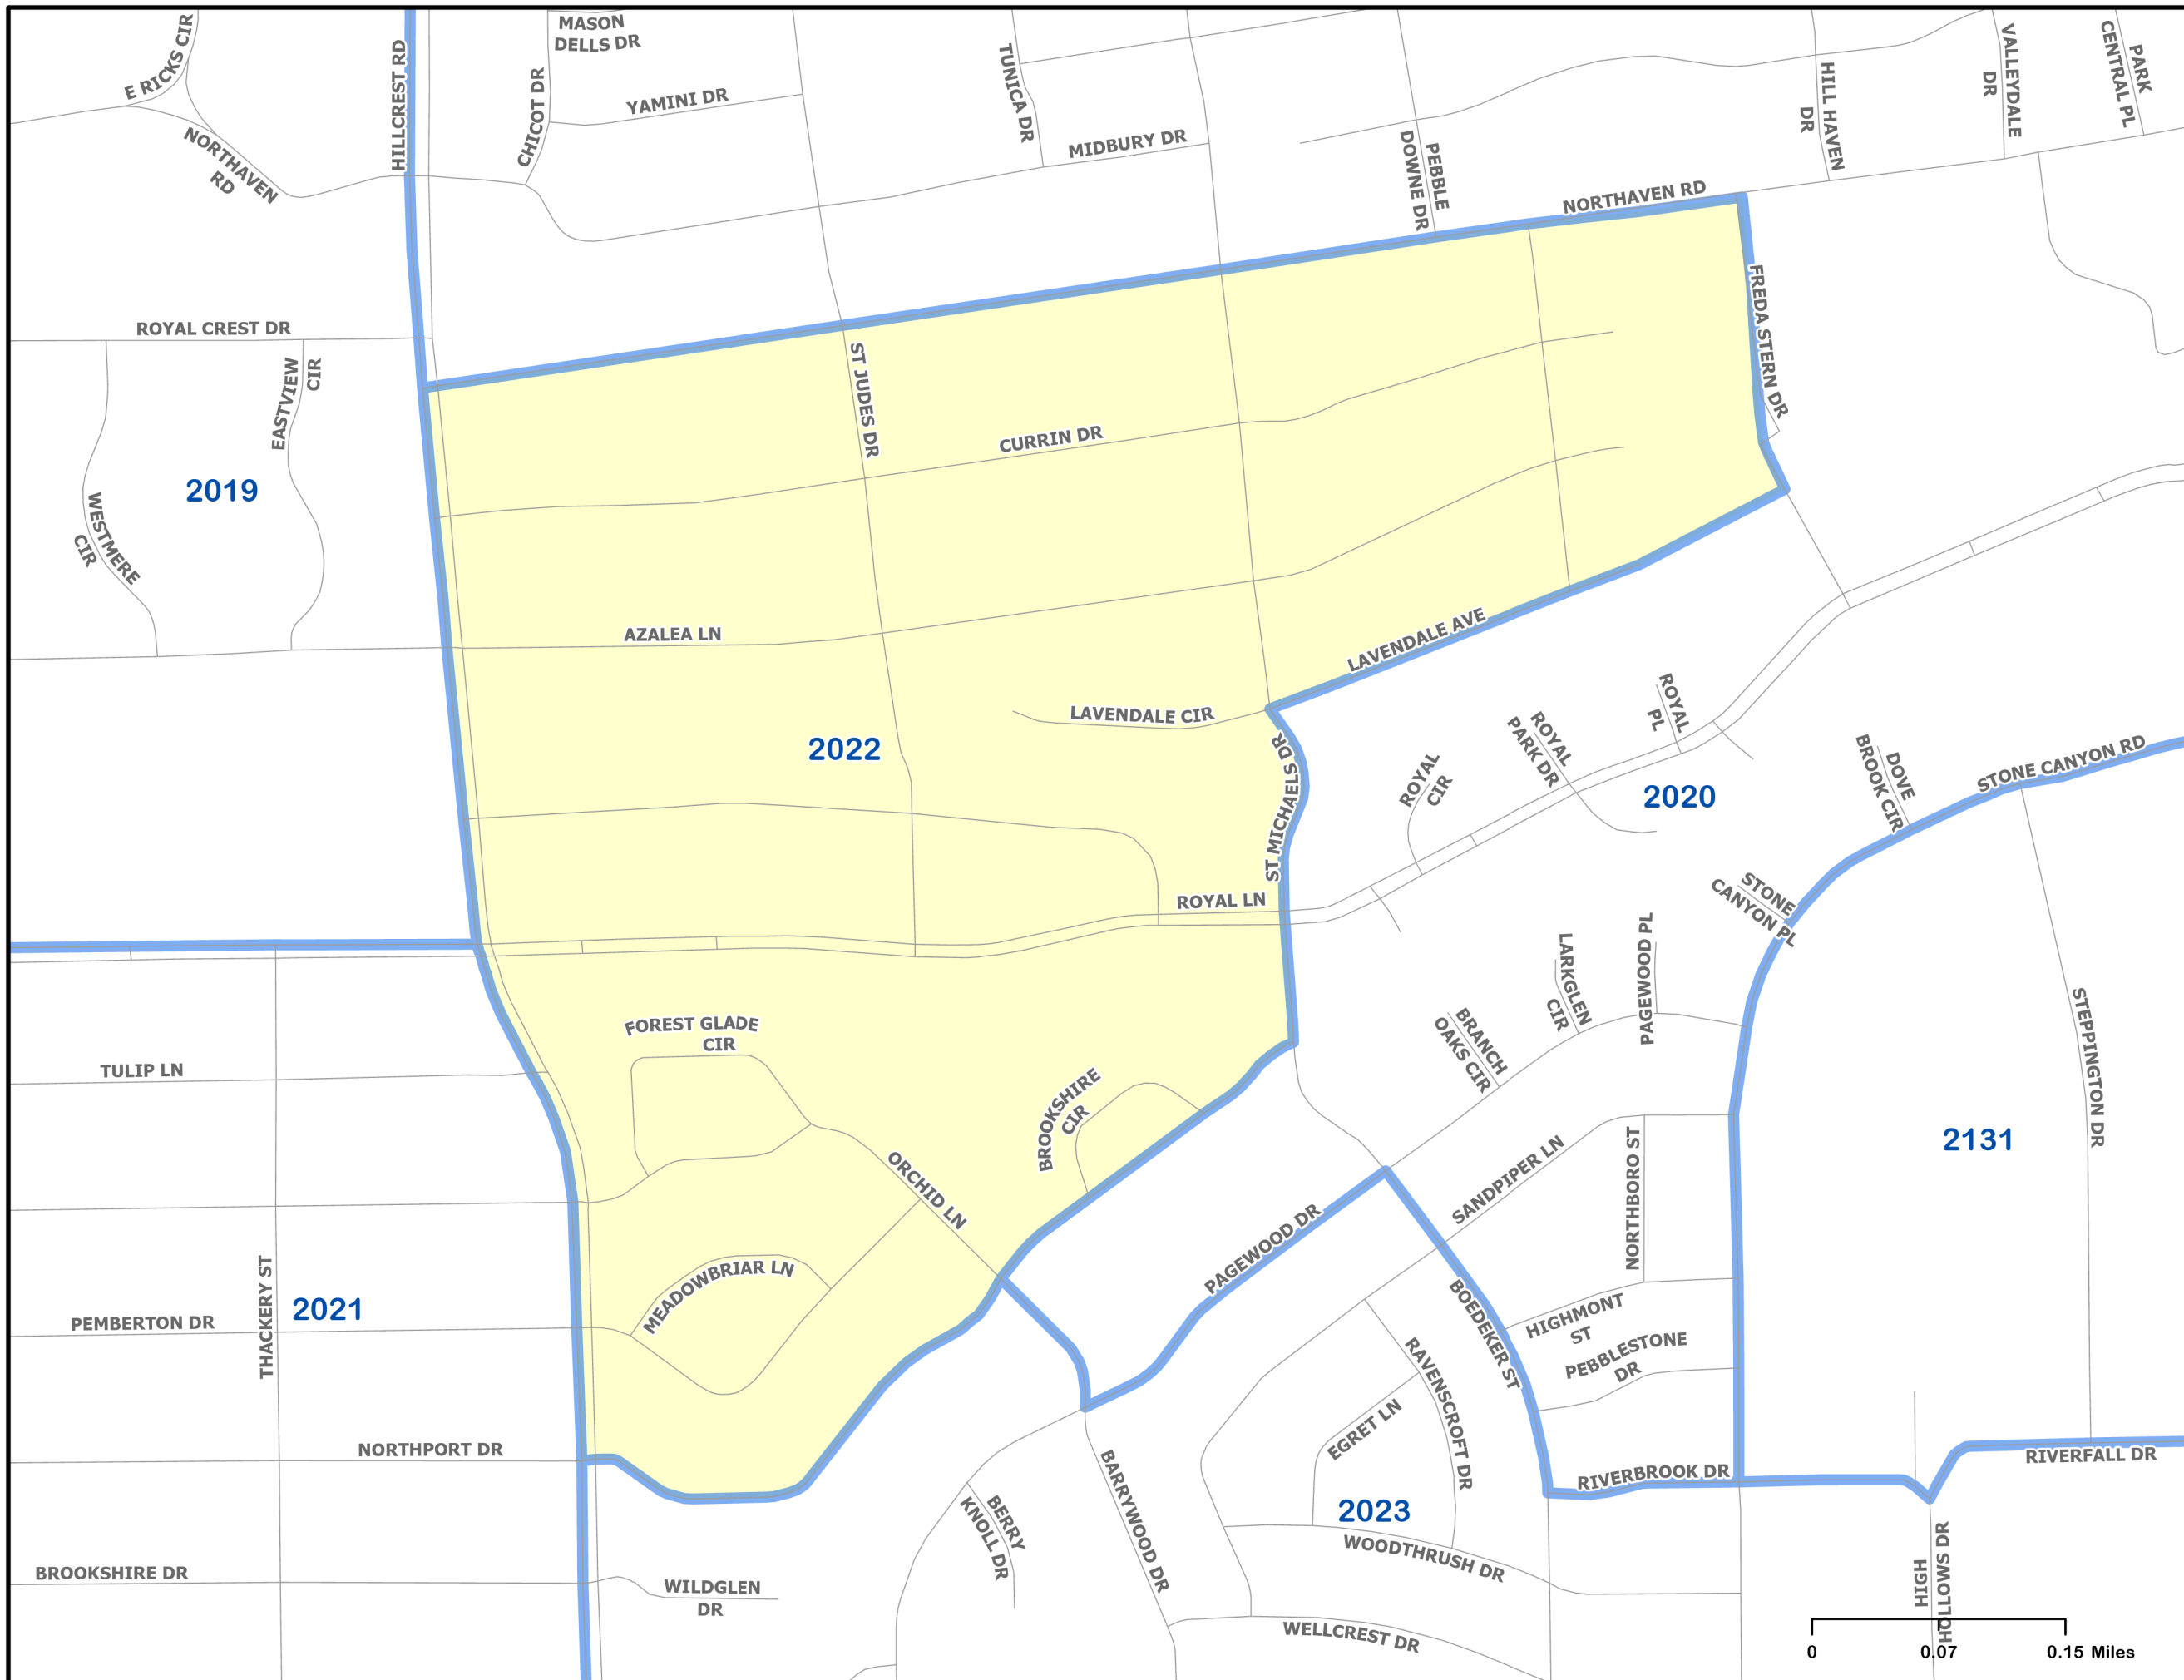 MASON
DELLS DR
E RICKS CIR
HILLCREST RD
CHICOT DR
YAMINI DR
TUNICA DR
MIDBURY DR
PEBBLE
DOWNE DR
HILL HAVEN
DR
VALLEYDALE
DR
PARK
CENTRAL PL
NORTHAVEN
RD
NORTHAVEN RD
FREDA STERN DR
ROYAL CREST DR
EASTVIEW
CIR
ST JUDES DR
CURRIN DR
2019
WESTMERE
CIR
AZALEA LN
LAVENDALE AVE
LAVENDALE CIR
2022
ST MICHAELS DR
ROYAL
CIR
ROYAL
PARK DR
ROYAL
PL
2020
DOVE
BROOK CIR
STONE CANYON RD
STONE
CANYON PL
ROYAL LN
LARKGLEN
CIR
PAGEWOOD PL
BRANCH
OAKS CIR
STEPPINGTON DR
FOREST GLADE
CIR
TULIP LN
BROOKSHIRE
CIR
ORCHID LN
SANDPIPER LN
NORTHBORO ST
2131
PAGEWOOD DR
MEADOWBRIAR LN
THACKERY ST
2021
PEMBERTON DR
BOEDEKER ST
HIGHMONT
ST
PEBBLESTONE
DR
RAVENSCROFT DR
EGRET LN
NORTHPORT DR
BARRYWOOD DR
BERRY
KNOLL DR
RIVERBROOK DR
RIVERFALL DR
2023
WOODTHRUSH DR
HIGH
HOLLOWS DR
BROOKSHIRE DR
WILDGLEN
DR
WELLCREST DR
0 0.07 0.15 Miles